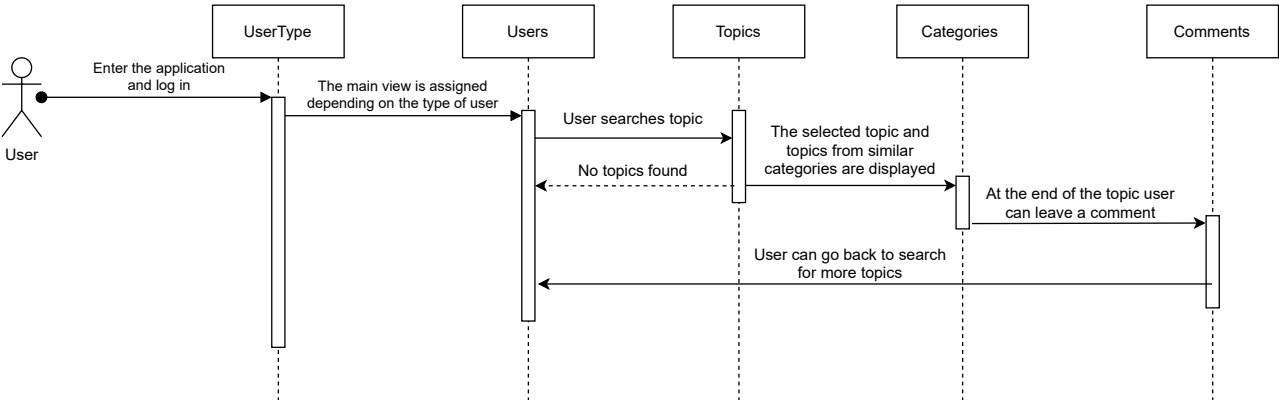 UserType
Users
Topics
Categories
Comments
Enter the application
and log in
The main view is assigned
depending on the type of user
User searches topic
The selected topic and
topics from similar
categories are displayed
User
No topics found
At the end of the topic user
can leave a comment
User can go back to search
for more topics